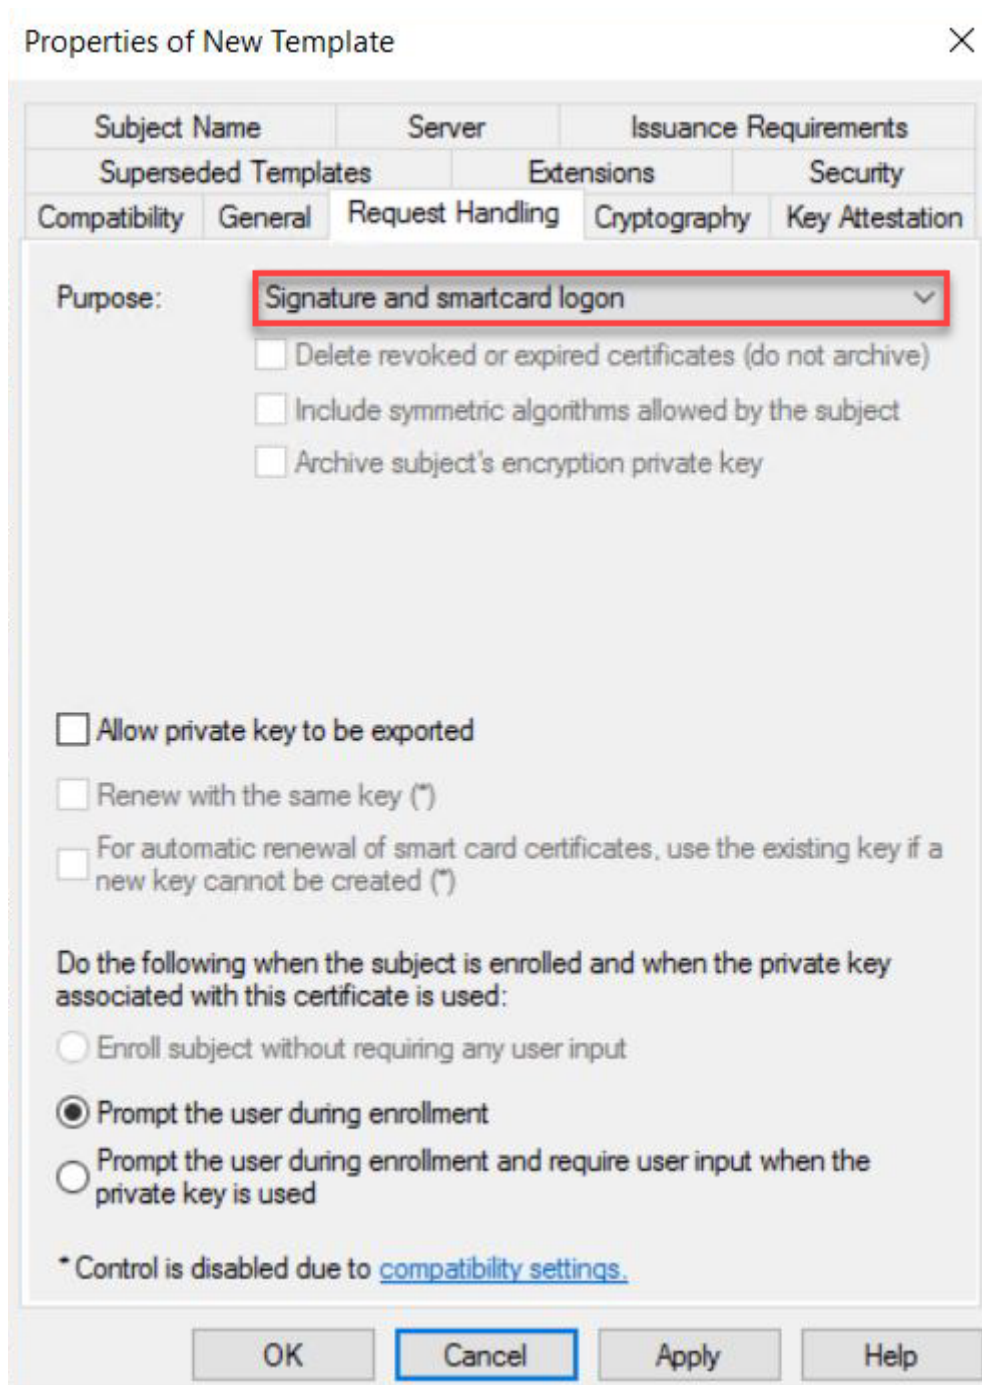 Properties of New Template
Subject Name Server Issuance Requirements
Superseded Templates Extensions Security
Compatibility General Request Handling Cryptography Key Attestation
Purpose: Signature and smartcard logon
Delete revoked or expired certificates (do not archive)
Include symmetric algorithms allowed by the subject
Archive subject's encryption private key
Allow private key to be exported
Renew with the same key (*)
For automatic renewal of smart card certificates, use the existing key if a
new key cannot be created (*)
Do the following when the subject is enrolled and when the private key
associated with this certificate is used:
Enroll subject without requiring any user input
Prompt the user during enrollment
Prompt the user during enrollment and require user input when the
private key is used
* Control is disabled due to compatibility settings.
OK Cancel Apply Help